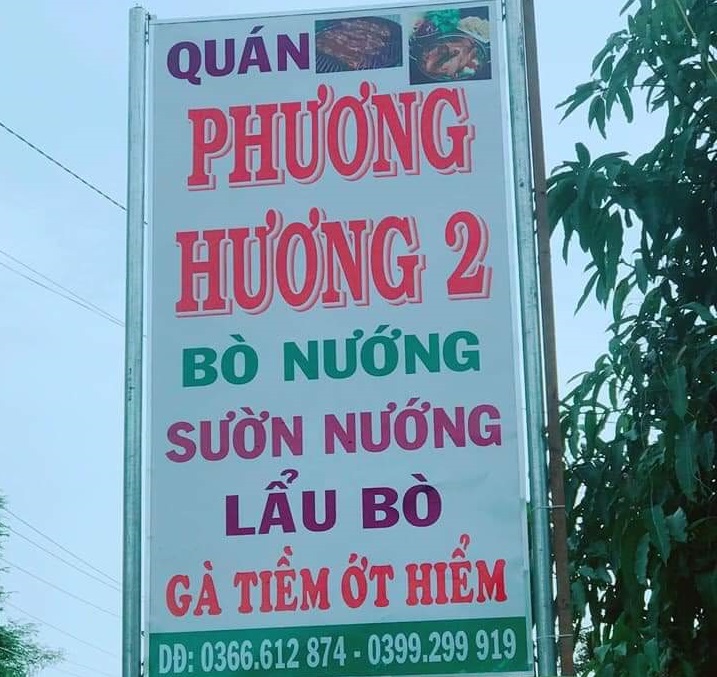 QUÁN
PHƯƠNG
HƯƠNG 2
BÒ NƯỚNG
SƯỜN NƯỚNG
LẨU BÒ
GÀ TIỀM ỚT HIỂM
DĐ: 0366.612 874 - 0399.299 919